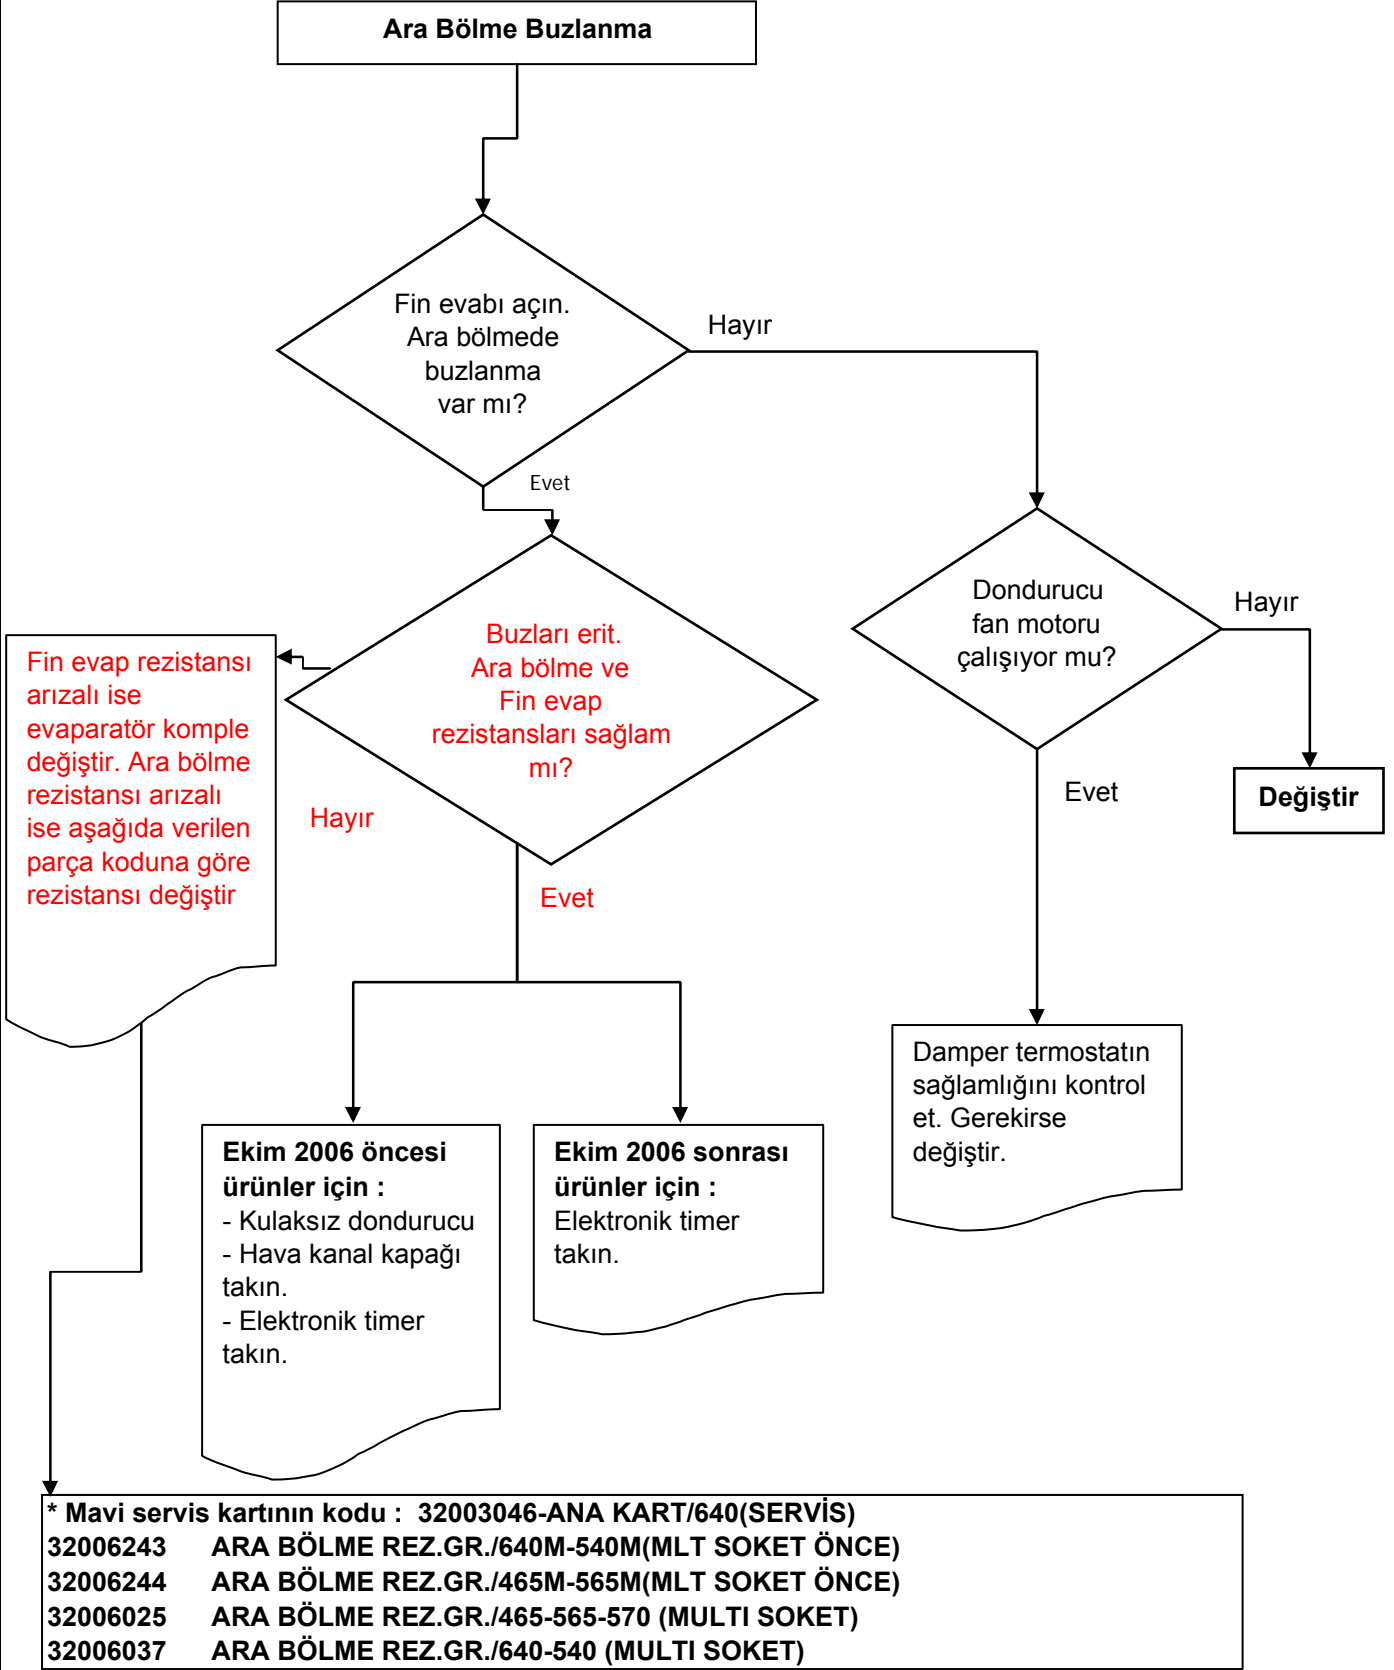 Ara Bölme Buzlanma
Fin evabı açın.
Ara bölmede
buzlanma
var mı?
Hayır
Evet
Dondurucu
fan motoru
çalışıyor mu?
Hayır
Değiştir
Evet
Buzları erit.
Ara bölme ve
Fin evap
rezistansları sağlam
mı?
Fin evap rezistansı
arızalı ise
evaparatör komple
değiştir. Ara bölme
rezistansı arızalı
ise aşağıda verilen
parça koduna göre
rezistansı değiştir
Hayır
Evet
Damper termostatın
sağlamlığını kontrol
et. Gerekirse
değiştir.
Ekim 2006 öncesi
ürünler için :
- Kulaksız dondurucu
- Hava kanal kapağı
takın.
- Elektronik timer
takın.
Ekim 2006 sonrası
ürünler için :
Elektronik timer
takın.
* Mavi servis kartının kodu :  32003046-ANA KART/640(SERVİS)
32006243 ARA BÖLME REZ.GR./640M-540M(MLT SOKET ÖNCE)
32006244 ARA BÖLME REZ.GR./465M-565M(MLT SOKET ÖNCE)
32006025 ARA BÖLME REZ.GR./465-565-570 (MULTI SOKET)
32006037 ARA BÖLME REZ.GR./640-540 (MULTI SOKET)